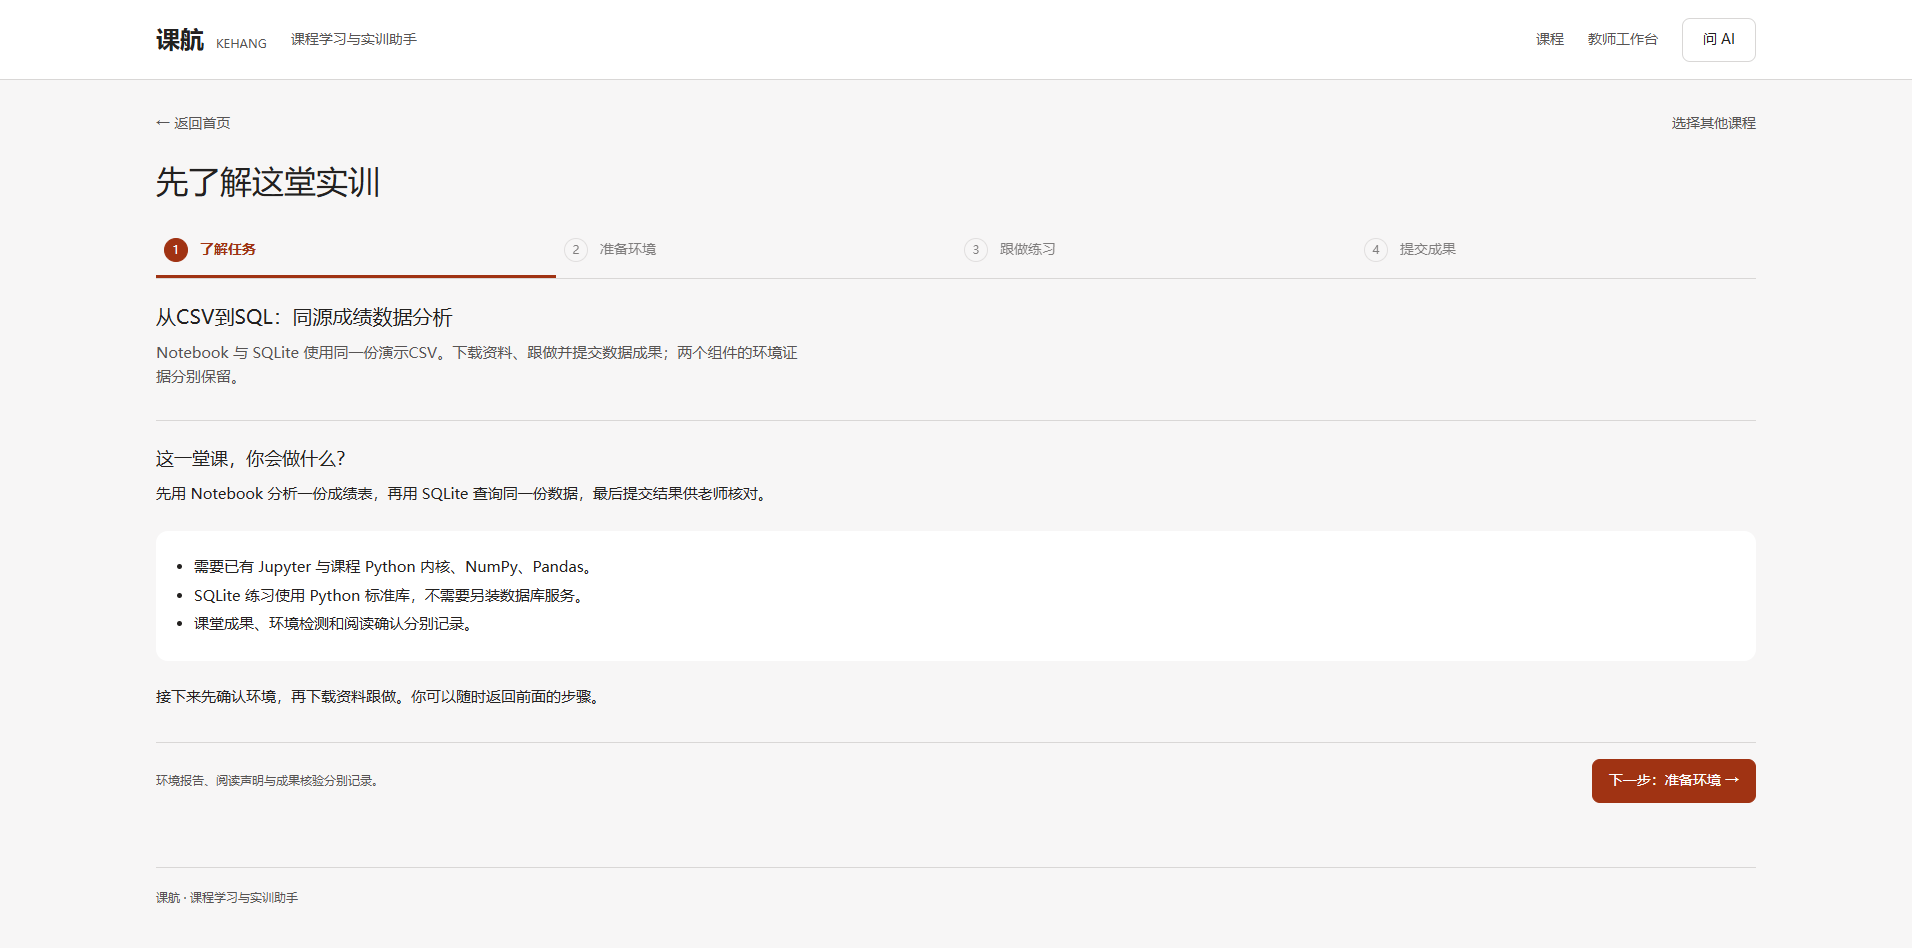 课航 KEHANG 课程学习与实训助手 课程 教师工作台 问 AI
← 返回首页 选择其他课程
先了解这堂实训
1 了解任务 2 准备环境 3 跟做练习 4 提交成果
从CSV到SQL：同源成绩数据分析
Notebook 与 SQLite 使用同一份演示CSV。下载资料、跟做并提交数据成果；两个组件的环境证
据分别保留。
这一堂课，你会做什么？
先用 Notebook 分析一份成绩表，再用 SQLite 查询同一份数据，最后提交结果供老师核对。
• 需要已有 Jupyter 与课程 Python 内核、NumPy、Pandas。
• SQLite 练习使用 Python 标准库，不需要另装数据库服务。
• 课堂成果、环境检测和阅读确认分别记录。
接下来先确认环境，再下载资料跟做。你可以随时返回前面的步骤。
环境报告、阅读声明与成果核验分别记录。 下一步：准备环境 →
课航 · 课程学习与实训助手